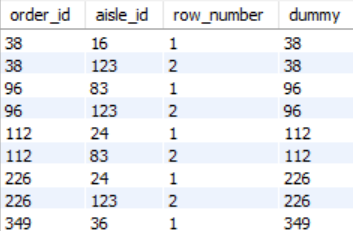 order_id aisle_id row_number dummy
38 16 1 38
38 123 2 38
96 83 1 96
96 123 2 96
112 24 1 112
112 83 2 112
226 24 1 226
226 123 2 226
349 36 1 349